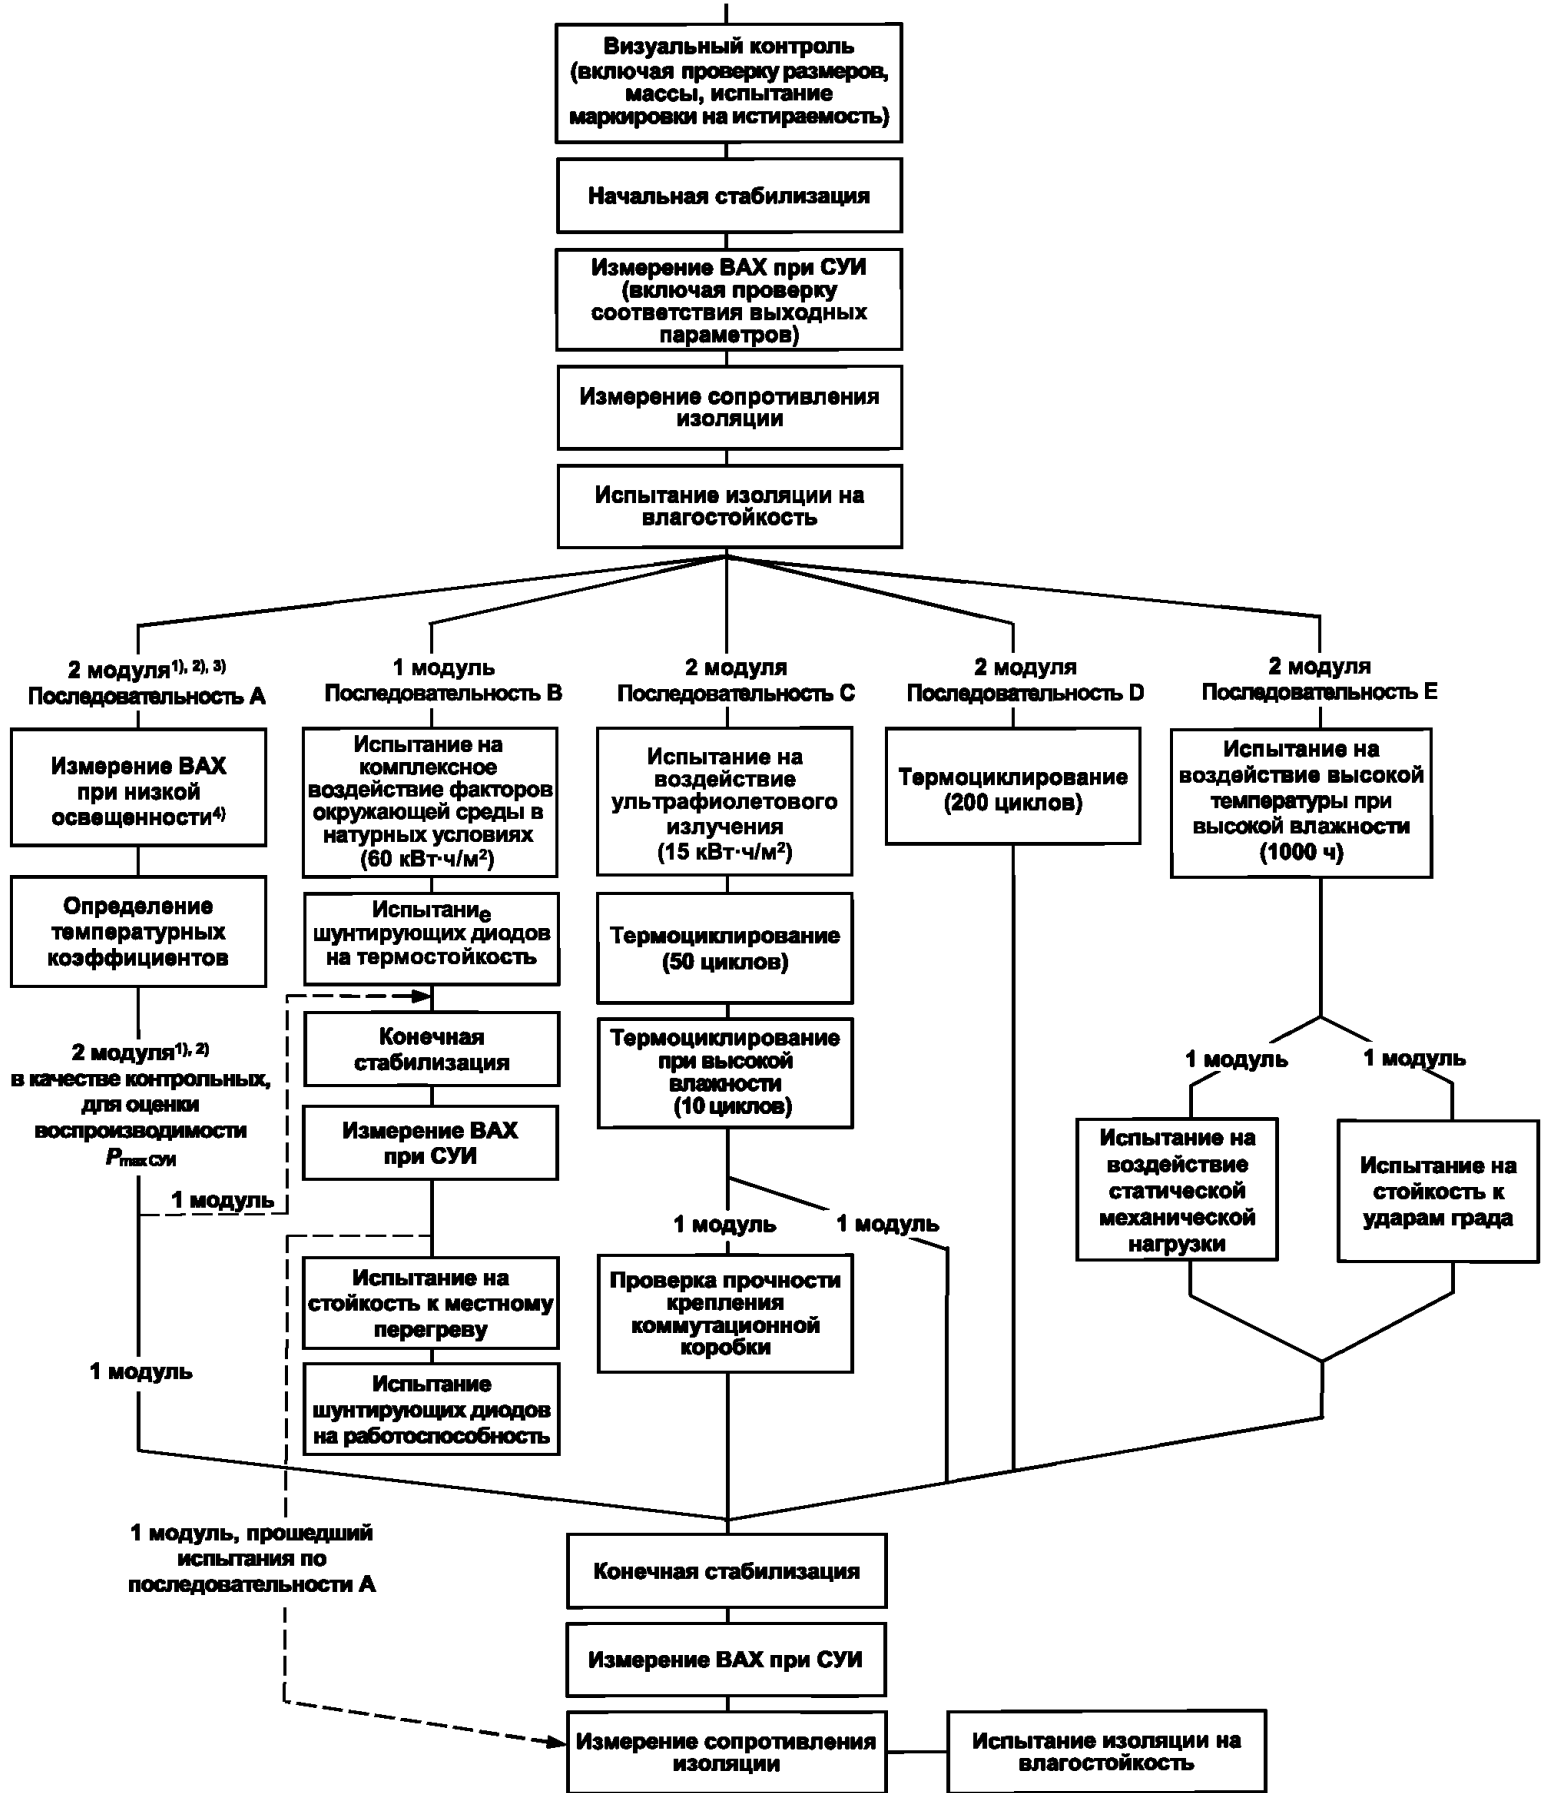 Визуальный контроль
(включая проверку размеров,
массы, испытание
маркировки на истираемость)
Начальная стабилизация
Измерение ВАХ при СУИ
(включая проверку
соответствия выходных
параметров)
Измерение сопротивления
изоляции
Испытание изоляции на
влагостойкость
2 модуля1), 2), 3)
Последовательность A
Измерение ВАХ
при низкой
освещенности4)
Определение
температурных
коэффициентов
2 модуля1), 2)
в качестве контрольных,
для оценки
воспроизводимости
Pmax СУИ
1 модуль
1 модуль
1 модуль
Последовательность B
Испытание на
комплексное
воздействие факторов
окружающей среды в
натурных условиях
(60 кВт·ч/м²)
Испытание
шунтирующих диодов
на термостойкость
Конечная
стабилизация
Измерение ВАХ
при СУИ
Испытание на
стойкость к местному
перегреву
Испытание
шунтирующих диодов
на работоспособность
1 модуль, прошедший
испытания по
последовательности A
2 модуля
Последовательность C
Испытание на
воздействие
ультрафиолетового
излучения
(15 кВт·ч/м²)
Термоциклирование
(50 циклов)
Термоциклирование
при высокой
влажности
(10 циклов)
1 модуль
1 модуль
Проверка прочности
крепления
коммутационной
коробки
2 модуля
Последовательность D
Термоциклирование
(200 циклов)
2 модуля
Последовательность E
Испытание на
воздействие высокой
температуры при
высокой влажности
(1000 ч)
1 модуль
1 модуль
Испытание на
воздействие
статической
механической
нагрузки
Испытание на
стойкость к
ударам града
Конечная стабилизация
Измерение ВАХ при СУИ
Измерение сопротивления
изоляции
Испытание изоляции на
влагостойкость